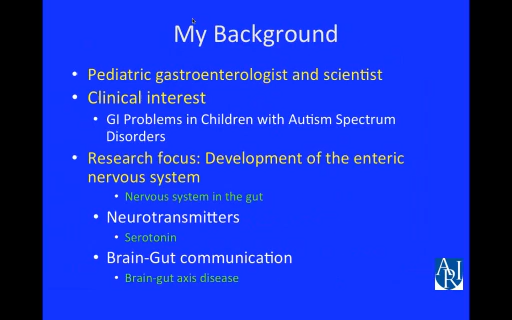 My Background
• Pediatric gastroenterologist and scientist
• Clinical interest
• GI Problems in Children with Autism Spectrum
Disorders
• Research focus: Development of the enteric
nervous system
• Nervous system in the gut
• Neurotransmitters
• Serotonin
• Brain-Gut communication
• Brain-gut axis disease
ARI